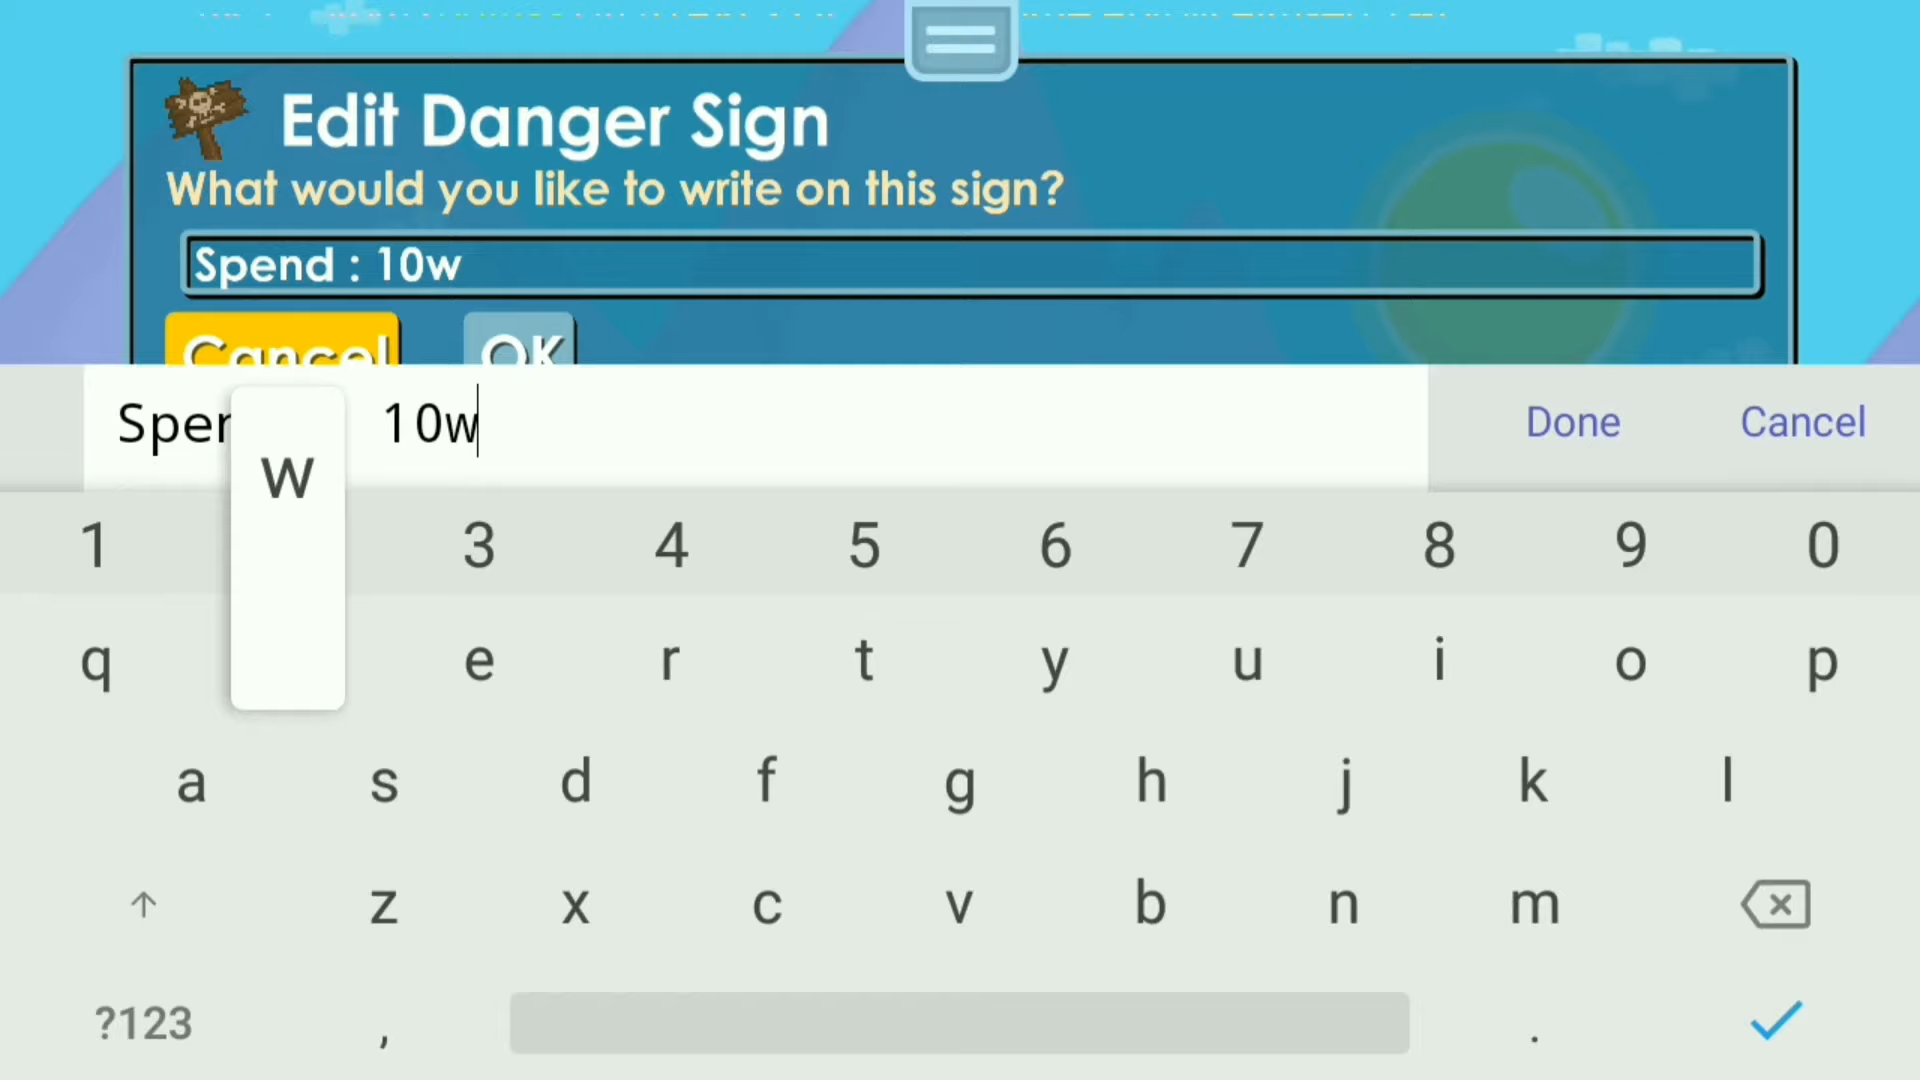 Edit Danger Sign
What would you like to write on this sign?
Spend : 10w
Cancel OK
10w Done Cancel
W
1 3 4 5 6 7 8 9 0
q e r t y u i o p
a s d f g h j k l
z x c v b n m
?123 , .